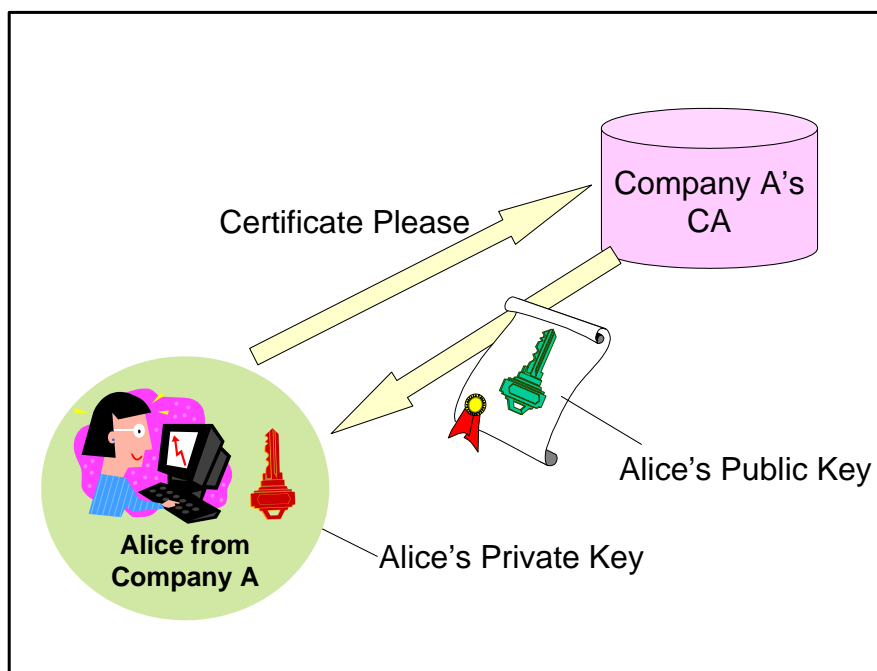 Company A’s
CA
Certificate Please
Alice’s Public Key
Alice’s Private Key
Alice from
Company A